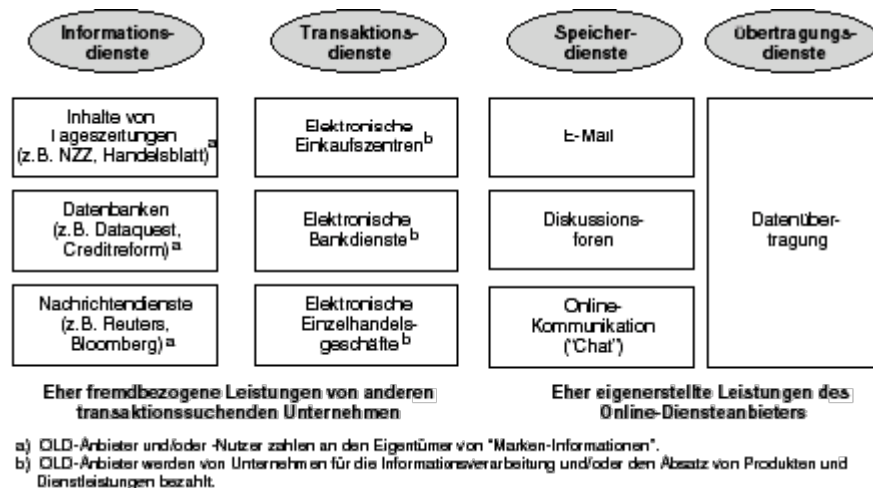 Informations-
dienste
Transaktions-
dienste
Speicher-
dienste
Übertragungs-
dienste
Inhalte von
Tageszeitungen
(z.B. NZZ, Handelsblatt) a
Elektronische
Einkaufszentren b
E-Mail
Datenbanken
(z.B. Dataquest,
Creditreform) a
Elektronische
Bankdienste b
Diskussions-
foren
Datenüber-
tragung
Nachrichtendienste
(z.B. Reuters,
Bloomberg) a
Elektronische
Einzelhandels-
geschäfte b
Online-
Kommunikation
("Chat")
Eher fremdbezogene Leistungen von anderen
transaktionssuchenden Unternehmen
Eher eigenerstellte Leistungen des
Online-Diensteanbieters
a) OLD-Anbieter und/oder -Nutzer zahlen an den Eigentümer von "Marken-Informationen".
b) OLD-Anbieter werden von Unternehmen für die Informationsverarbeitung und/oder den Absatz von Produkten und
Dienstleistungen bezahlt.